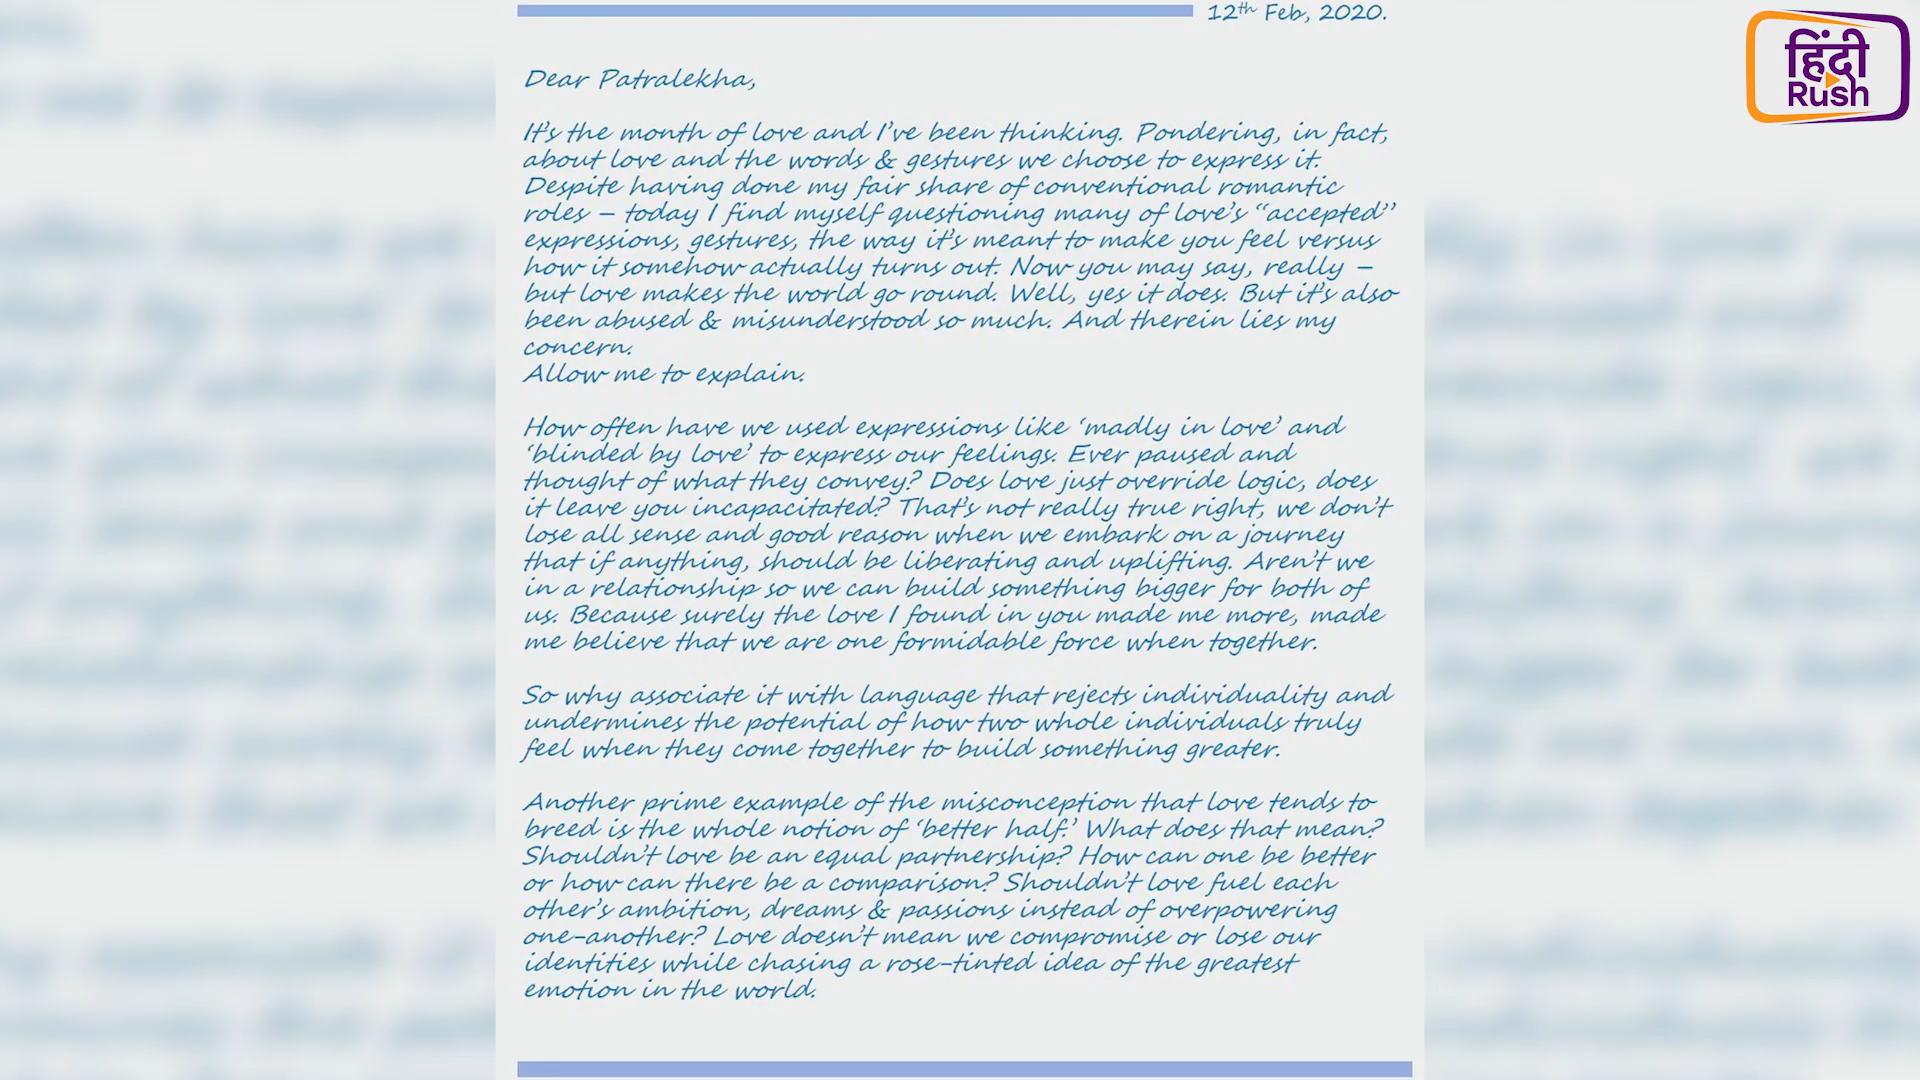 12th Feb, 2020.
हिंदी
Rush
Dear Patralekha,
It's the month of love and I've been thinking. Pondering, in fact,
about love and the words & gestures we choose to express it.
Despite having done my fair share of conventional romantic
roles – today I find myself questioning many of love's “accepted”
expressions, gestures, the way it's meant to make you feel versus
how it somehow actually turns out. Now you may say, really –
but love makes the world go round. Well, yes it does. But it's also
been abused & misunderstood so much. And therein lies my
concern.
Allow me to explain.
How often have we used expressions like ‘madly in love’ and
‘blinded by love’ to express our feelings. Ever paused and
thought of what they convey? Does love just override logic, does
it leave you incapacitated? That's not really true right, we don't
lose all sense and good reason when we embark on a journey
that if anything, should be liberating and uplifting. Aren't we
in a relationship so we can build something bigger for both of
us. Because surely the love I found in you made me more, made
me believe that we are one formidable force when together.
So why associate it with language that rejects individuality and
undermines the potential of how two whole individuals truly
feel when they come together to build something greater.
Another prime example of the misconception that love tends to
breed is the whole notion of ‘better half.’ What does that mean?
Shouldn't love be an equal partnership? How can one be better
or how can there be a comparison? Shouldn't love fuel each
other's ambition, dreams & passions instead of overpowering
one-another? Love doesn't mean we compromise or lose our
identities while chasing a rose-tinted idea of the greatest
emotion in the world.